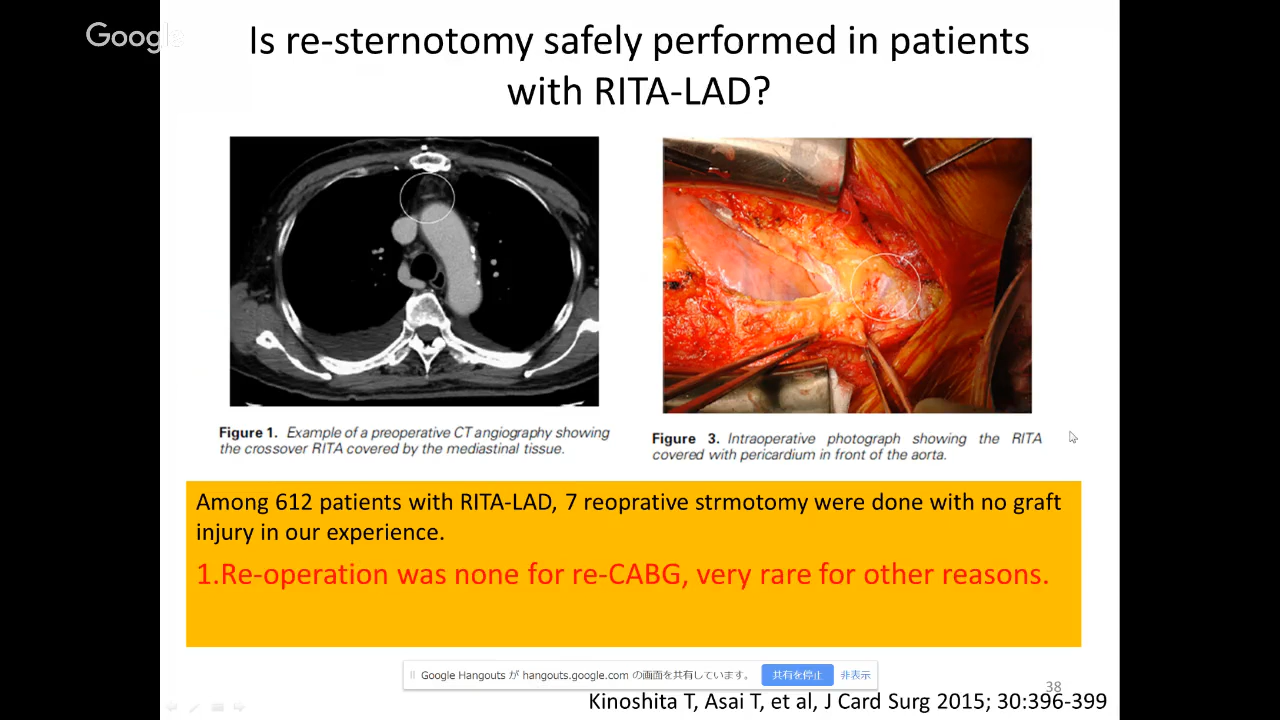 Google
Is re-sternotomy safely performed in patients
with RITA-LAD?
Figure 1. Example of a preoperative CT angiography showing
the crossover RITA covered by the mediastinal tissue.
Figure 3. Intraoperative photograph showing the RITA
covered with pericardium in front of the aorta.
Among 612 patients with RITA-LAD, 7 reoprative strmotomy were done with no graft
injury in our experience.
1.Re-operation was none for re-CABG, very rare for other reasons.
Google Hangouts が hangouts.google.com の画面を共有しています。 共有を停止 非表示
38
Kinoshita T, Asai T, et al, J Card Surg 2015; 30:396-399